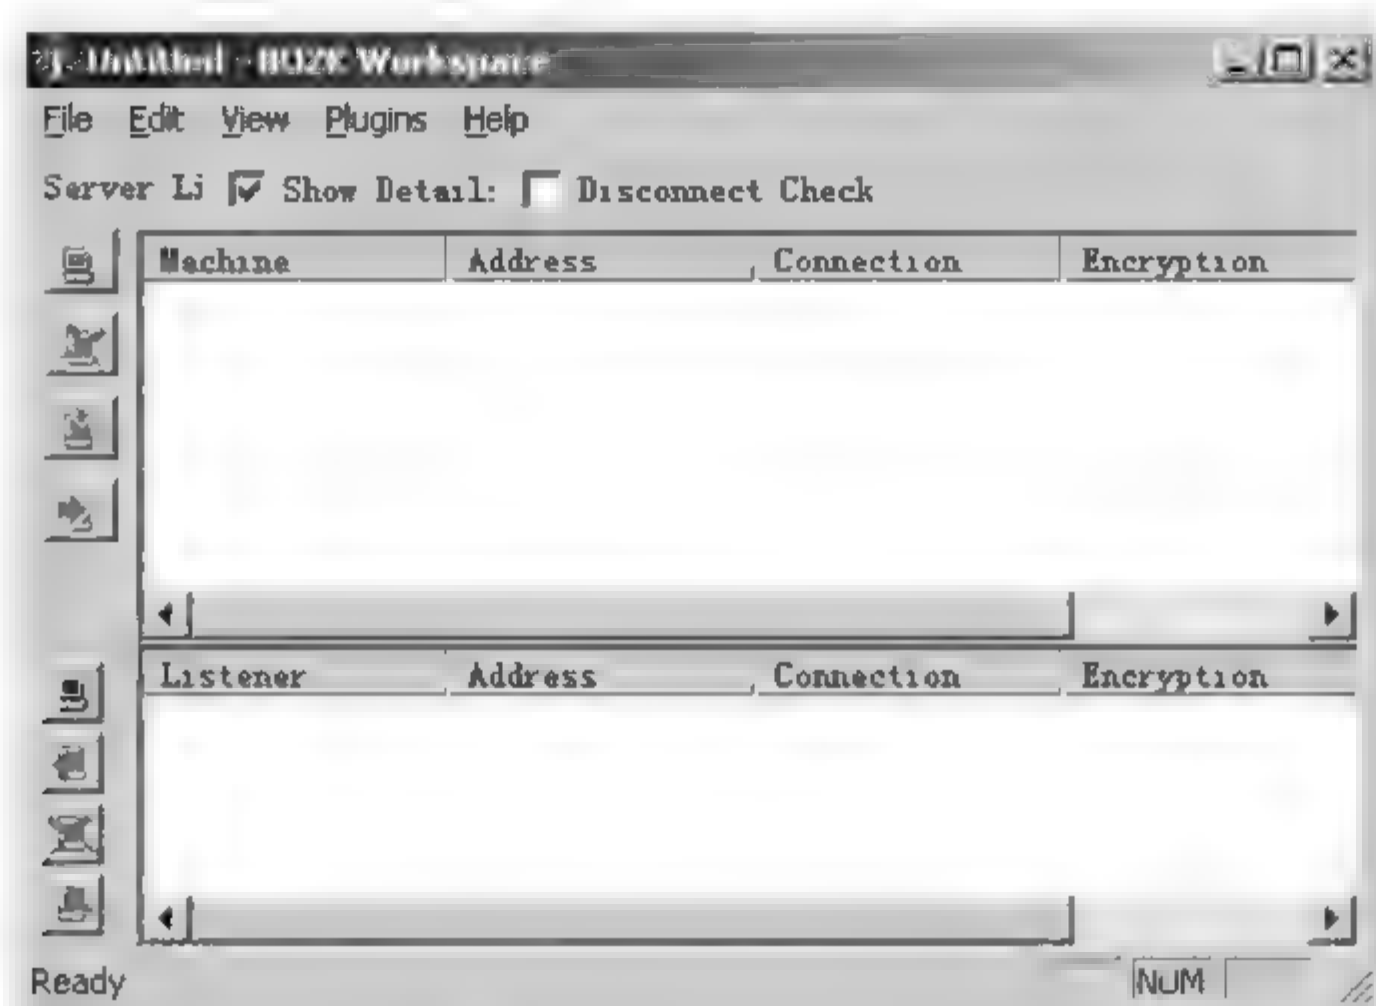 Untitled - BO2K Workspace
File Edit View Plugins Help
Server Li Show Detail: Disconnect Check
Machine Address Connection Encryption
Listener Address Connection Encryption
Ready NUM